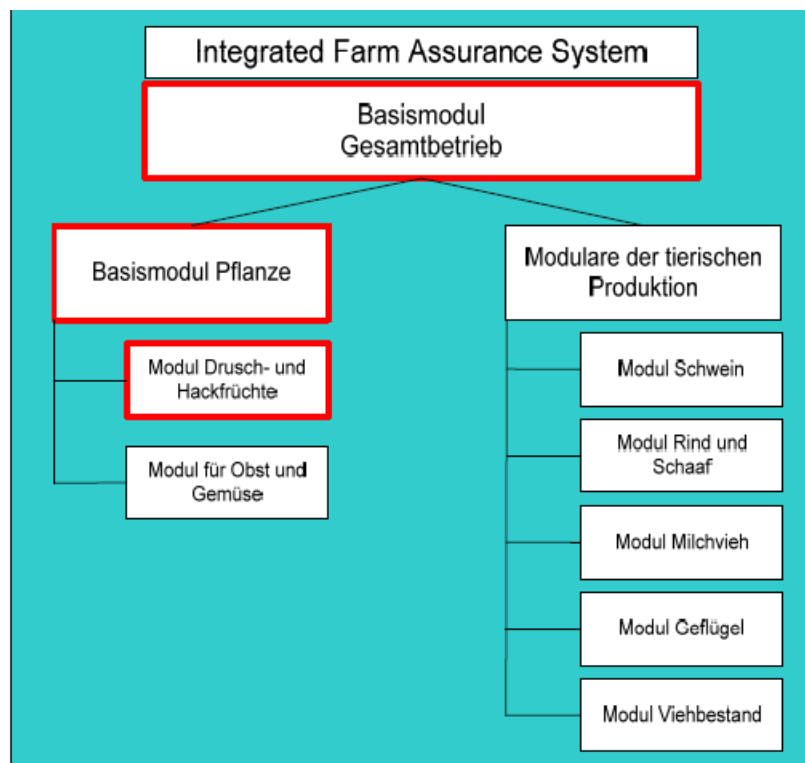 Integrated Farm Assurance System
Basismodul
Gesamtbetrieb
Basismodul Pflanze
Modul Drusch- und
Hackfrüchte
Modul für Obst und
Gemüse
Modulare der tierischen
Produktion
Modul Schwein
Modul Rind und
Schaaf
Modul Milchvieh
Modul Geflügel
Modul Viehbestand